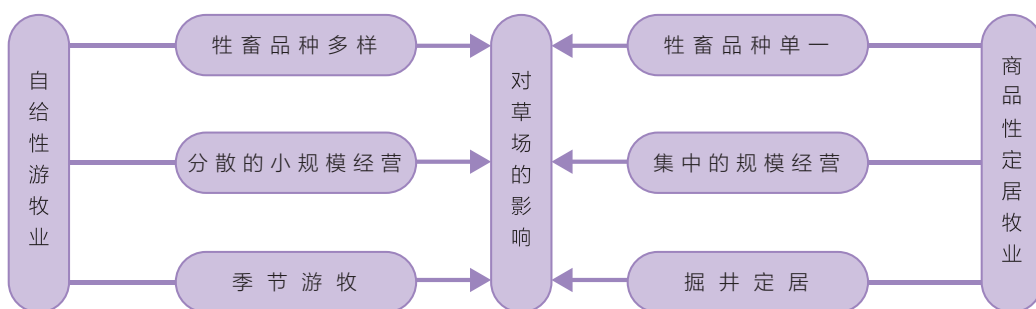 自给性游牧业
牲畜品种多样
分散的小规模经营
季节游牧
对草场的影响
牲畜品种单一
集中的规模经营
掘井定居
商品性定居牧业